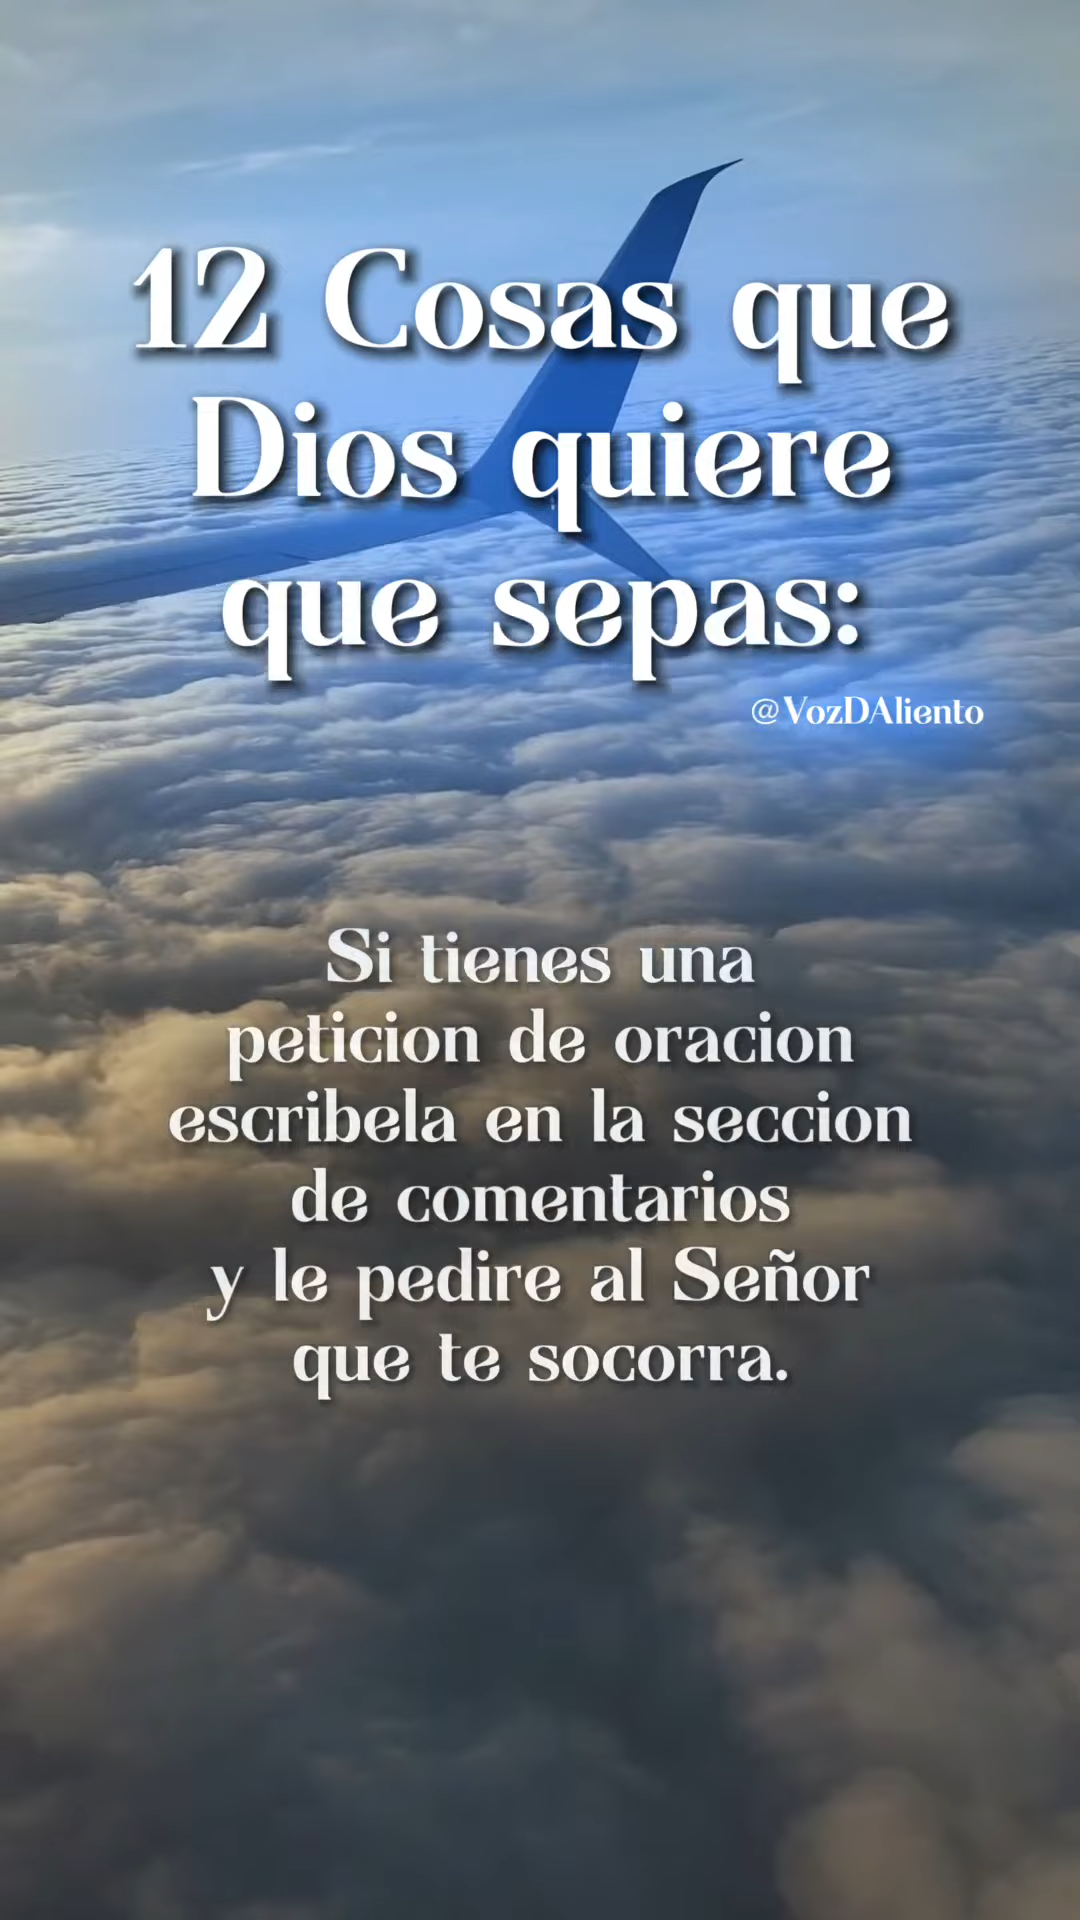 12 Cosas que
Dios quiere
que sepas:
@VozDAliento
Si tienes una
peticion de oracion
escribela en la seccion
de comentarios
y le pedire al Señor
que te socorra.